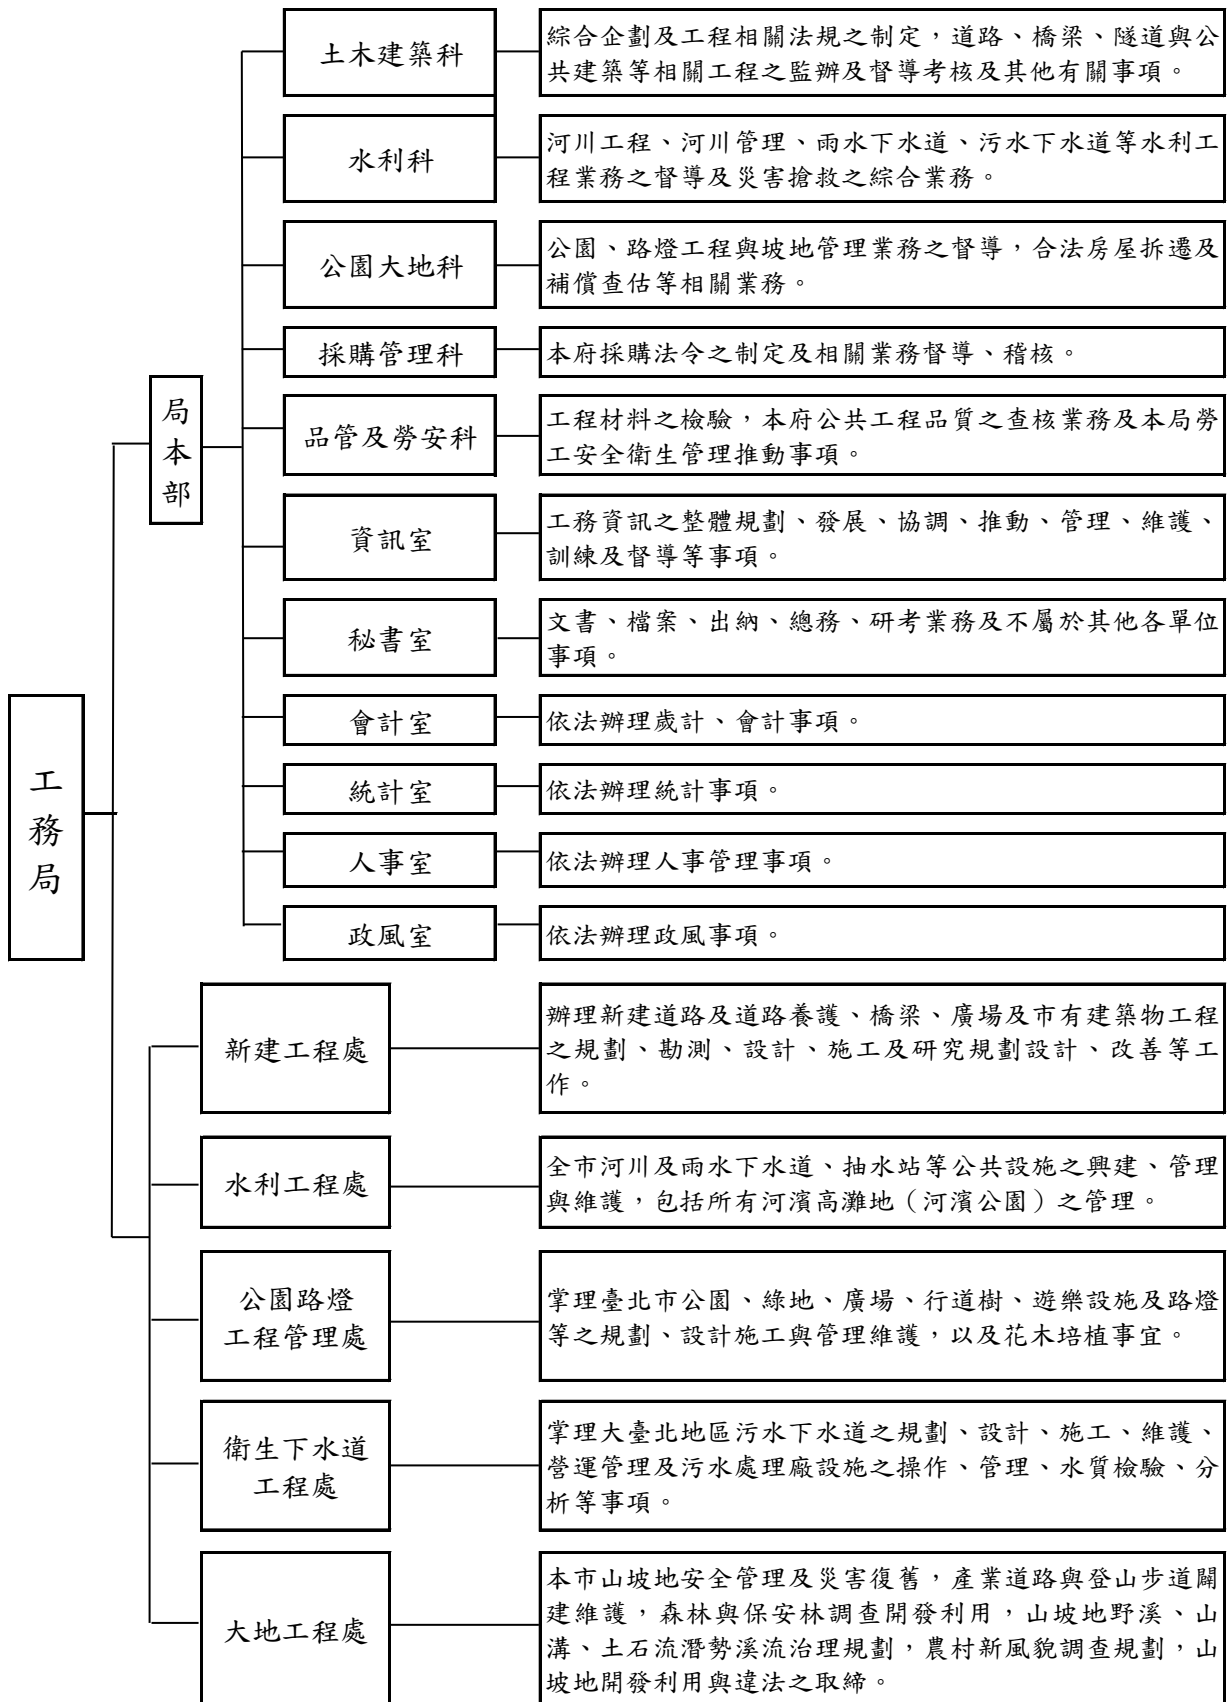 土木建築科
綜合企劃及工程相關法規之制定，道路、橋梁、隧道與公
共建築等相關工程之監辦及督導考核及其他有關事項。
水利科
河川工程、河川管理、雨水下水道、污水下水道等水利工
程業務之督導及災害搶救之綜合業務。
公園大地科
公園、路燈工程與坡地管理業務之督導，合法房屋拆遷及
補償查估等相關業務。
採購管理科
本府採購法令之制定及相關業務督導、稽核。
局本部
品管及勞安科
工程材料之檢驗，本府公共工程品質之查核業務及本局勞
工安全衛生管理推動事項。
資訊室
工務資訊之整體規劃、發展、協調、推動、管理、維護、
訓練及督導等事項。
秘書室
文書、檔案、出納、總務、研考業務及不屬於其他各單位
事項。
會計室
依法辦理歲計、會計事項。
工務局
統計室
依法辦理統計事項。
人事室
依法辦理人事管理事項。
政風室
依法辦理政風事項。
新建工程處
辦理新建道路及道路養護、橋梁、廣場及市有建築物工程
之規劃、勘測、設計、施工及研究規劃設計、改善等工
作。
水利工程處
全市河川及雨水下水道、抽水站等公共設施之興建、管理
與維護，包括所有河濱高灘地（河濱公園）之管理。
公園路燈
工程管理處
掌理臺北市公園、綠地、廣場、行道樹、遊樂設施及路燈
等之規劃、設計施工與管理維護，以及花木培植事宜。
衛生下水道
工程處
掌理大臺北地區污水下水道之規劃、設計、施工、維護、
營運管理及污水處理廠設施之操作、管理、水質檢驗、分
析等事項。
大地工程處
本市山坡地安全管理及災害復舊，產業道路與登山步道闢
建維護，森林與保安林調查開發利用，山坡地野溪、山
溝、土石流潛勢溪流治理規劃，農村新風貌調查規劃，山
坡地開發利用與違法之取締。